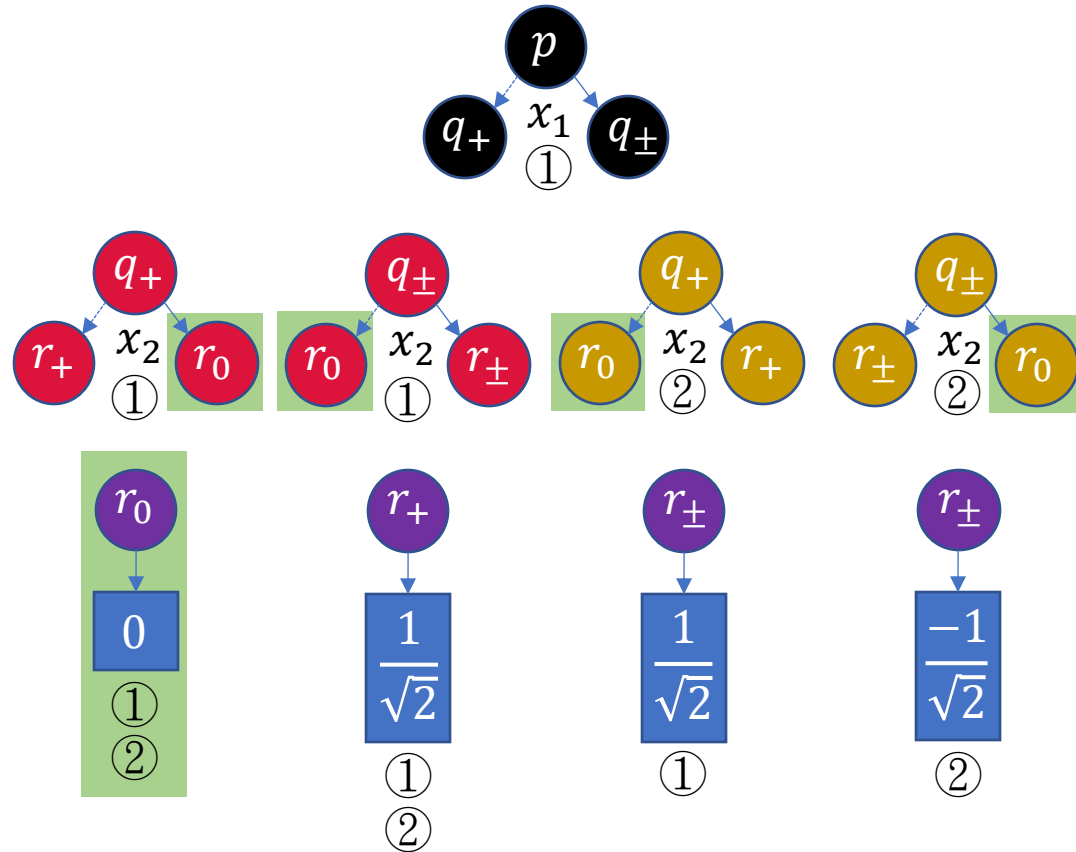 p
q₊ x₁ q±
①
q₊ q± q₊ q±
r₊ x₂ r₀ r₀ x₂ r± r₀ x₂ r₊ r± x₂ r₀
① ① ② ②
r₀ r₊ r± r±
0 1/√2 1/√2 −1/√2
① ① ① ②
② ②